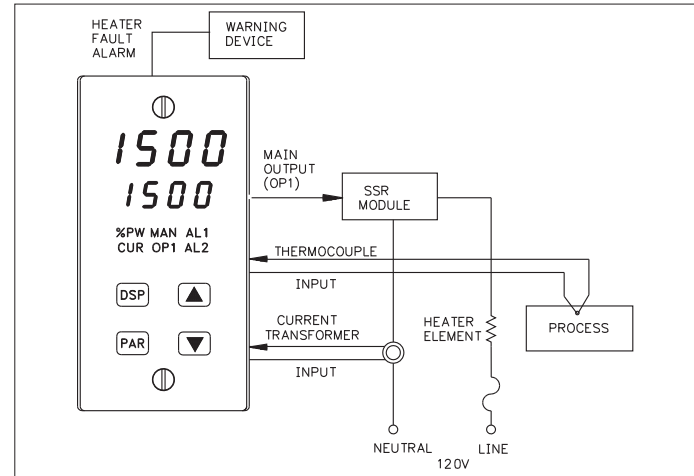 HEATER
FAULT
ALARM
WARNING
DEVICE
1500
1500
%PW MAN AL1
CUR OP1 AL2
DSP
PAR
MAIN
OUTPUT
(OP1)
SSR
MODULE
THERMOCOUPLE
INPUT
CURRENT
TRANSFORMER
INPUT
HEATER
ELEMENT
PROCESS
NEUTRAL
LINE
120V